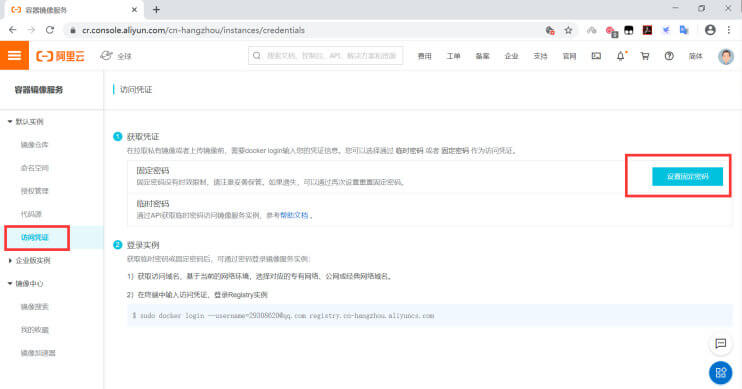 容器镜像服务
cr.console.aliyun.com/cn-hangzhou/instances/credentials
阿里云
全球
搜索文档、控制台、API、解决方案和资源
费用
工单
备案
企业
支持
官网
简体
容器镜像服务
访问凭证
默认实例
镜像仓库
命名空间
授权管理
代码源
访问凭证
企业版实例
镜像中心
镜像搜索
我的收藏
镜像加速器
1 获取凭证
在拉取私有镜像或者上传镜像前，需要docker login输入您的凭证信息。您可以选择通过 临时密码 或者 固定密码 作为访问凭证。
固定密码
固定密码没有时效限制，请注意妥善保管。如果遗失，可以通过再次设置重置固定密码。
设置固定密码
临时密码
通过API获取临时密码访问镜像服务实例，参考帮助文档 。
2 登录实例
获取临时密码或固定密码后，可通过密码登录镜像服务实例：
1）获取访问域名，基于当前的网络环境，选择对应的专有网络、公网或经典网络域名。
2）在终端中输入访问凭证，登录Registry实例
$ sudo docker login --username=29308620@qq.com registry.cn-hangzhou.aliyuncs.com